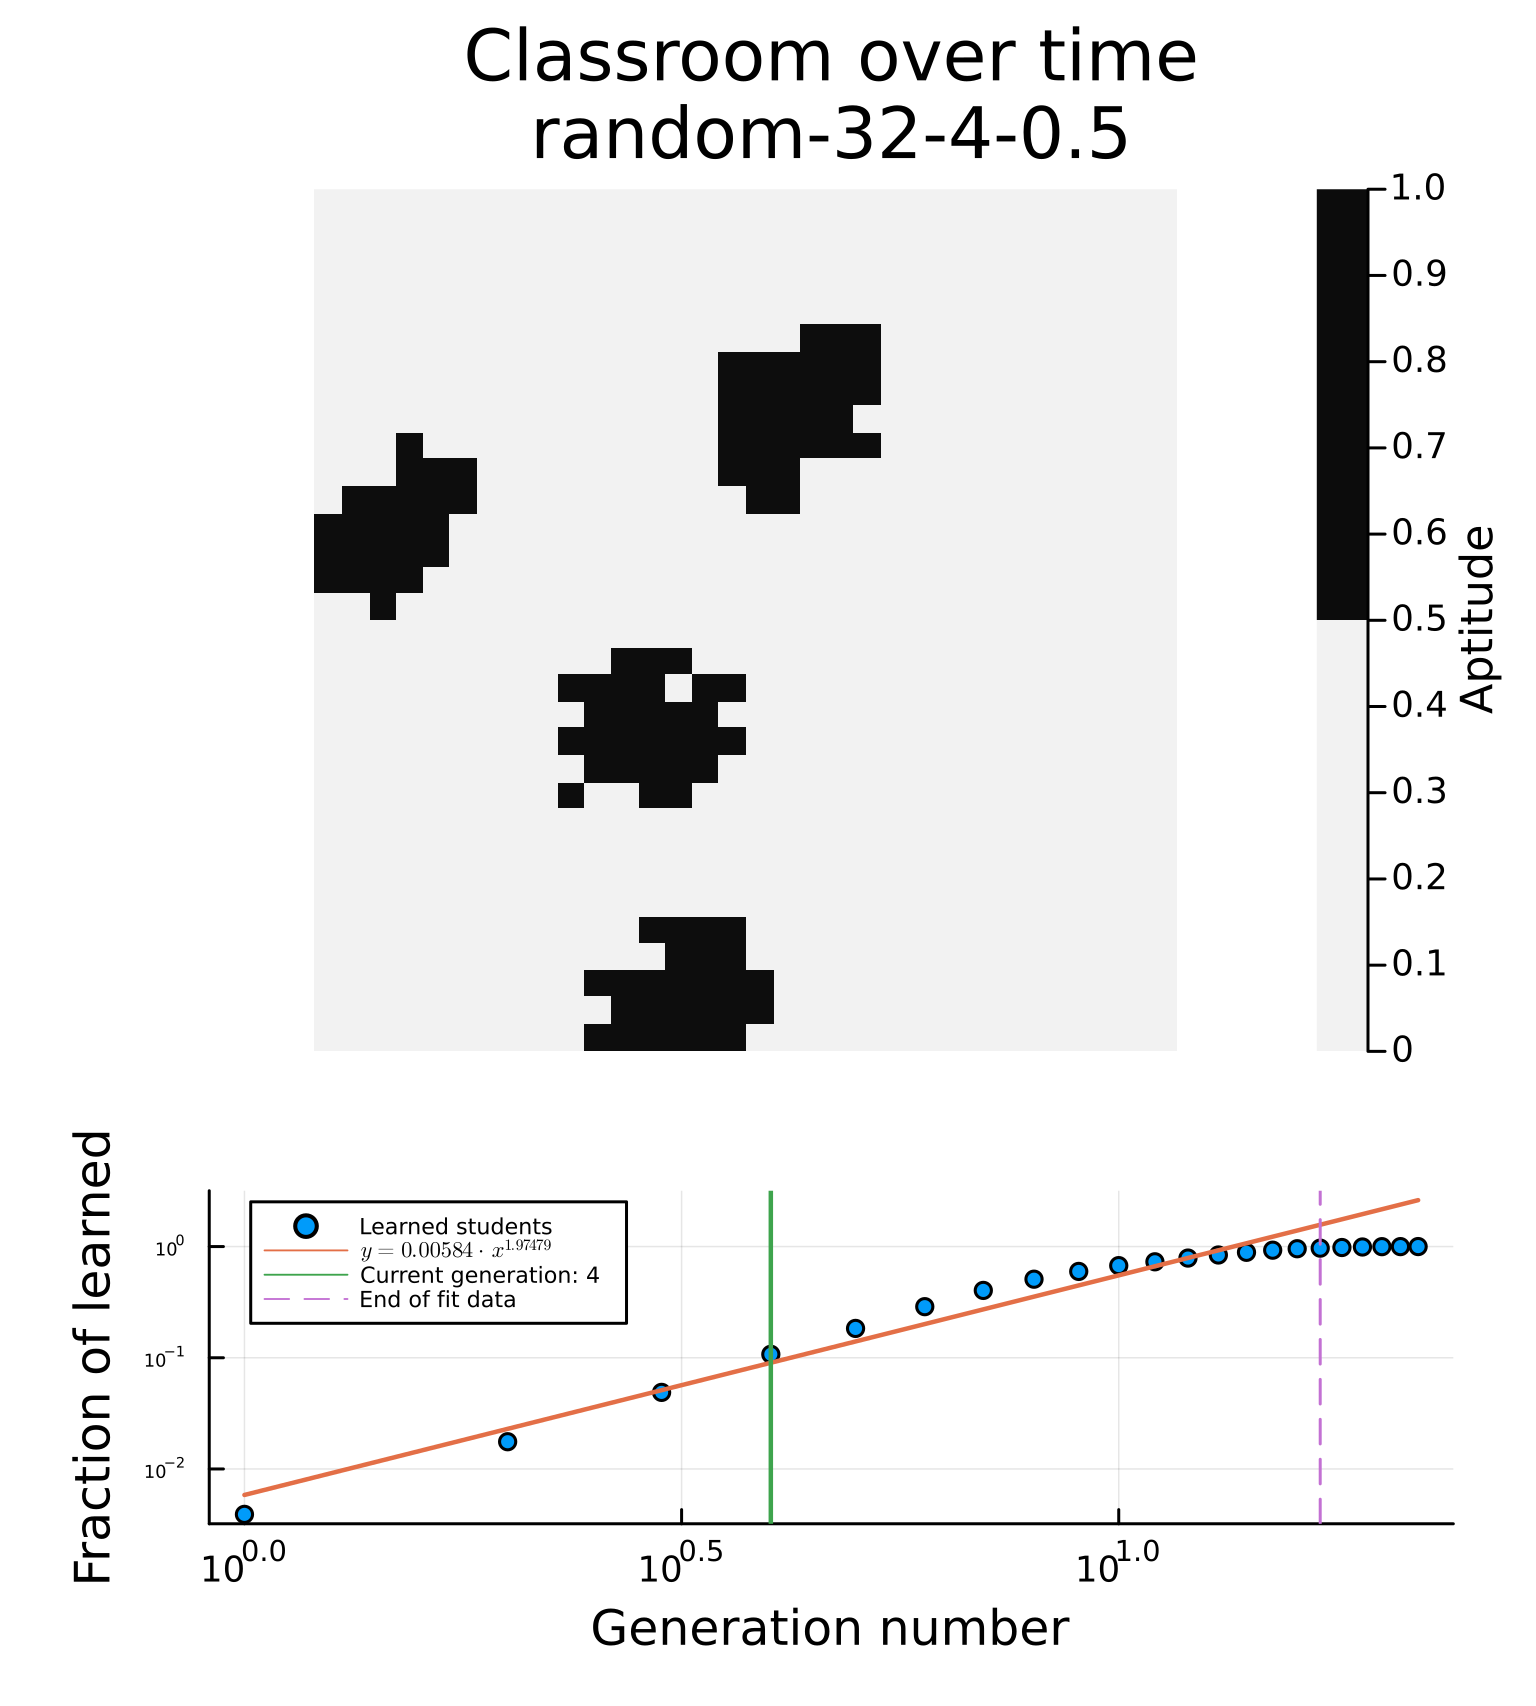 Classroom over time
random-32-4-0.5
1.0
0.9
0.8
0.7
0.6
0.5
0.4
0.3
0.2
0.1
0
Aptitude
Fraction of learned
10⁰
10⁻¹
10⁻²
Learned students
y = 0.00584 · x^1.97479
Current generation: 4
End of fit data
10^0.0
10^0.5
10^1.0
Generation number